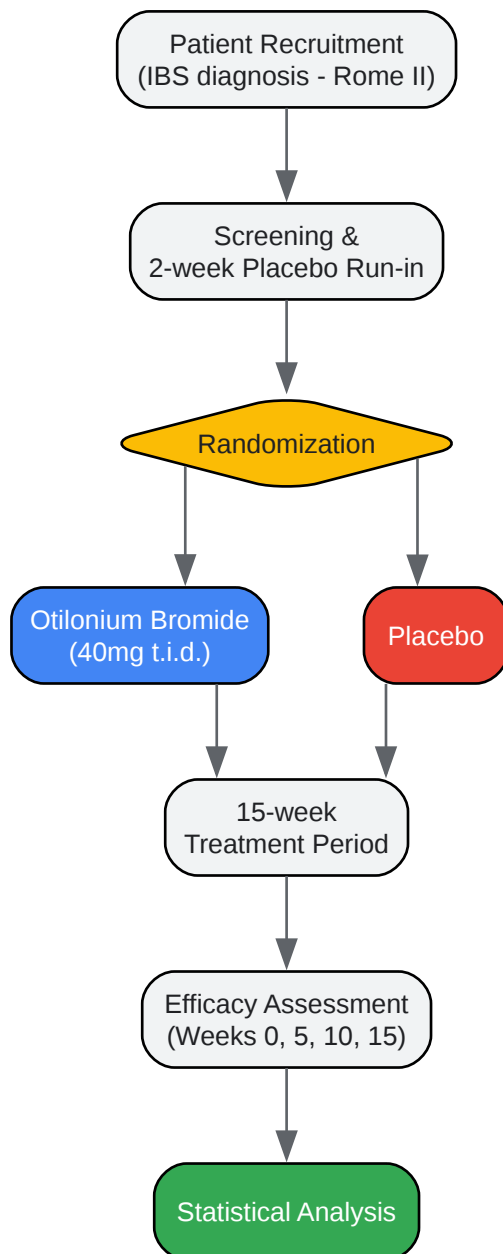 Patient Recruitment
(IBS diagnosis - Rome II)
Screening &
2-week Placebo Run-in
Randomization
Otilonium Bromide
(40mg t.i.d.)
Placebo
15-week
Treatment Period
Efficacy Assessment
(Weeks 0, 5, 10, 15)
Statistical Analysis